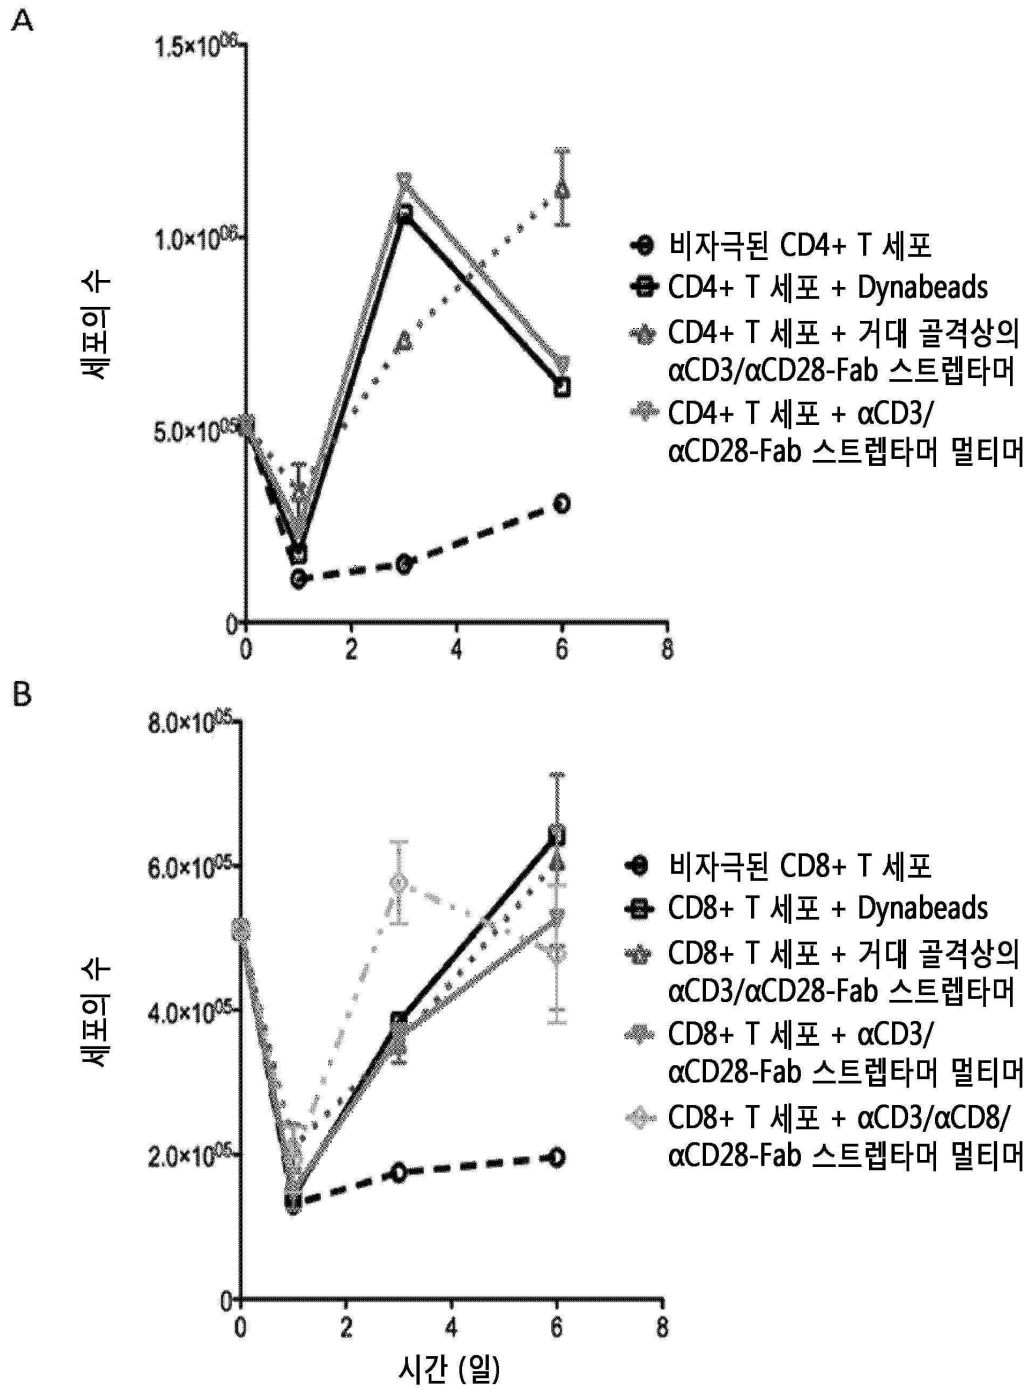 A
1.5×10⁰⁶
1.0×10⁰⁶
5.0×10⁰⁵
0
0 2 4 6 8
세포의 수
비자극된 CD4+ T 세포
CD4+ T 세포 + Dynabeads
CD4+ T 세포 + 거대 골격상의
αCD3/αCD28-Fab 스트렙타머
CD4+ T 세포 + αCD3/
αCD28-Fab 스트렙타머 멀티머
B
8.0×10⁰⁵
6.0×10⁰⁵
4.0×10⁰⁵
2.0×10⁰⁵
0
0 2 4 6 8
세포의 수
시간 (일)
비자극된 CD8+ T 세포
CD8+ T 세포 + Dynabeads
CD8+ T 세포 + 거대 골격상의
αCD3/αCD28-Fab 스트렙타머
CD8+ T 세포 + αCD3/
αCD28-Fab 스트렙타머 멀티머
CD8+ T 세포 + αCD3/αCD8/
αCD28-Fab 스트렙타머 멀티머